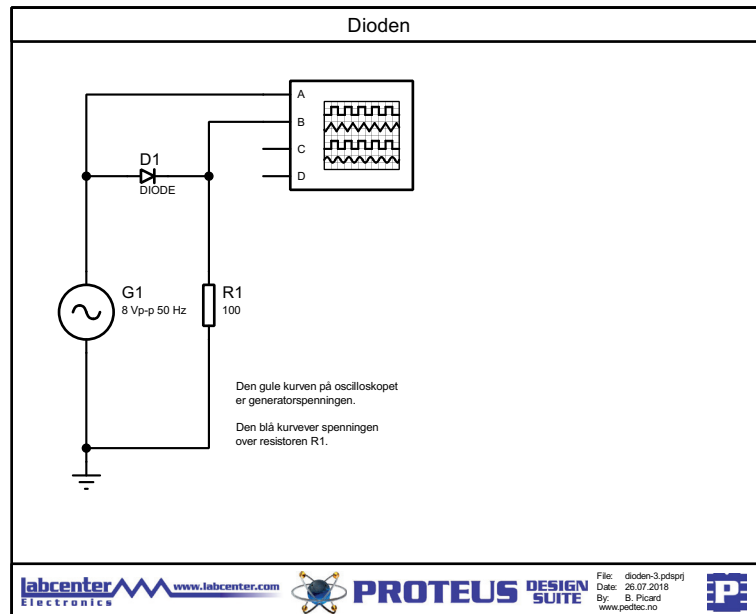 Dioden
A
B
C
D
D1
DIODE
G1
8 Vp-p 50 Hz
R1
100
Den gule kurven på oscilloskopet
er generatorspenningen.
Den blå kurvever spenningen
over resistoren R1.
labcenter
Electronics
www.labcenter.com
PROTEUS
DESIGN
SUITE
File: dioden-3.pdsprj
Date: 26.07.2018
By: B. Picard
www.pedtec.no
P